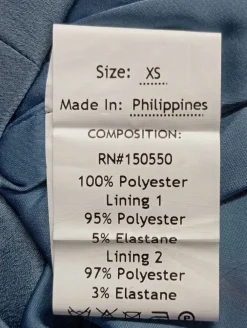 Size: XS
Made In: Philippines
COMPOSITION:
RN#150550
100% Polyester
Lining 1
95% Polyester
5% Elastane
Lining 2
97% Polyester
3% Elastane